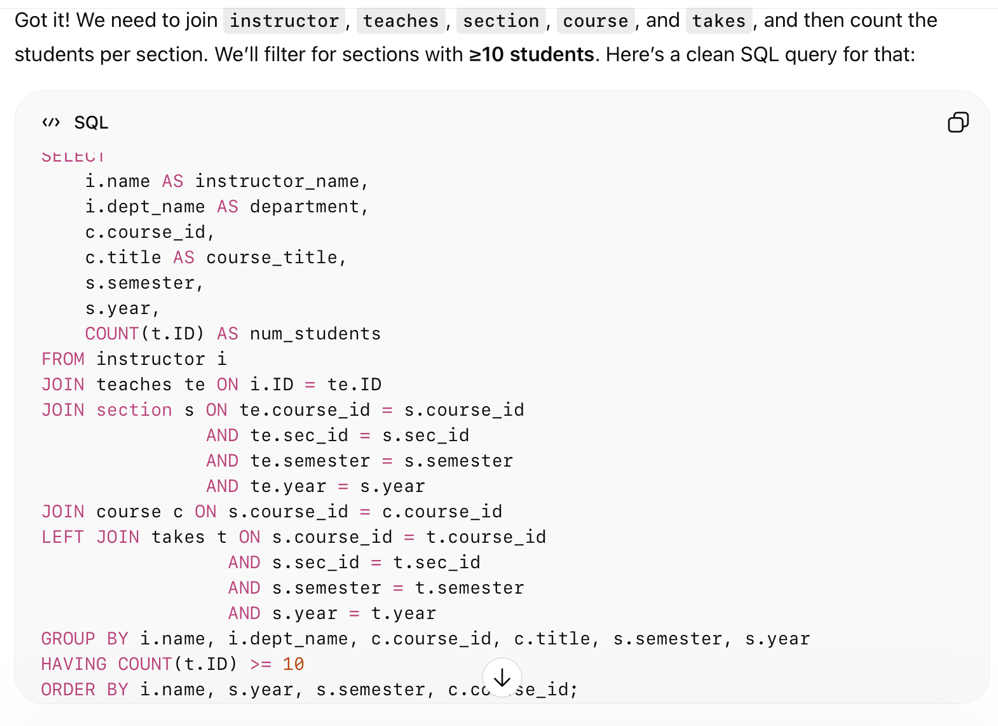 Got it! We need to join instructor, teaches, section, course, and takes, and then count the
students per section. We’ll filter for sections with ≥10 students. Here’s a clean SQL query for that:
SQL
SELECT
i.name AS instructor_name,
i.dept_name AS department,
c.course_id,
c.title AS course_title,
s.semester,
s.year,
COUNT(t.ID) AS num_students
FROM instructor i
JOIN teaches te ON i.ID = te.ID
JOIN section s ON te.course_id = s.course_id
AND te.sec_id = s.sec_id
AND te.semester = s.semester
AND te.year = s.year
JOIN course c ON s.course_id = c.course_id
LEFT JOIN takes t ON s.course_id = t.course_id
AND s.sec_id = t.sec_id
AND s.semester = t.semester
AND s.year = t.year
GROUP BY i.name, i.dept_name, c.course_id, c.title, s.semester, s.year
HAVING COUNT(t.ID) >= 10
ORDER BY i.name, s.year, s.semester, c.course_id;